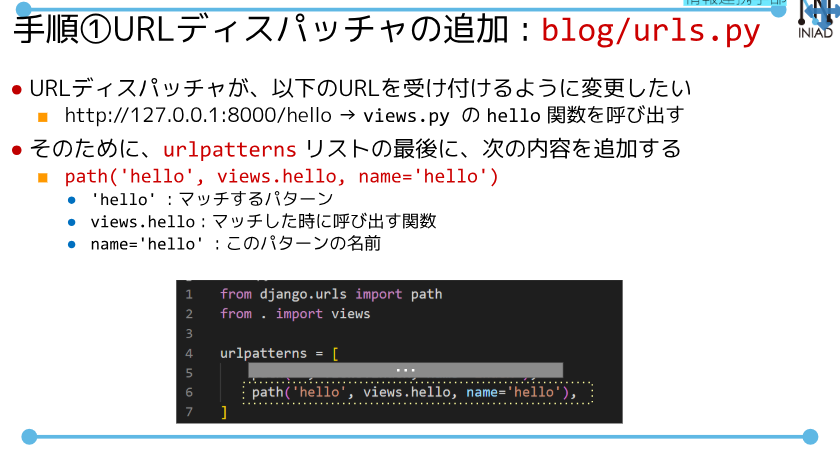 手順①URLディスパッチャの追加：blog/urls.py
INIAD
URLディスパッチャが、以下のURLを受け付けるように変更したい
http://127.0.0.1:8000/hello → views.py の hello 関数を呼び出す
そのために、urlpatterns リストの最後に、次の内容を追加する
path('hello', views.hello, name='hello')
'hello' ：マッチするパターン
views.hello：マッチした時に呼び出す関数
name='hello' ：このパターンの名前
1 from django.urls import path
2 from . import views
3
4 urlpatterns = [
5 ...
6 path('hello', views.hello, name='hello'),
7 ]